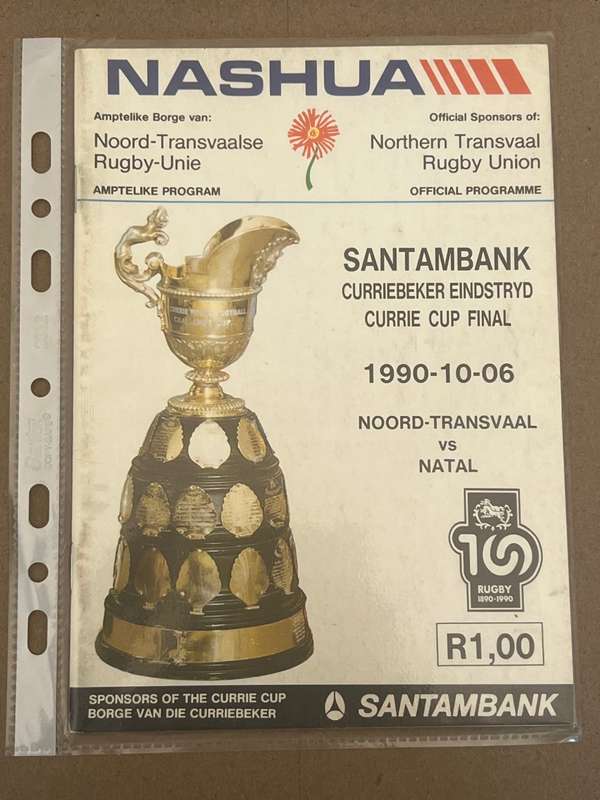 NASHUA
Amptelike Borge van:
Noord-Transvaalse
Rugby-Unie
AMPTELIKE PROGRAM
Official Sponsors of:
Northern Transvaal
Rugby Union
OFFICIAL PROGRAMME
SANTAMBANK
CURRIEBEKER EINDSTRYD
CURRIE CUP FINAL
1990-10-06
NOORD-TRANSVAAL
vs
NATAL
100
RUGBY
1890-1990
R1,00
SPONSORS OF THE CURRIE CUP
BORGE VAN DIE CURRIEBEKER
SANTAMBANK